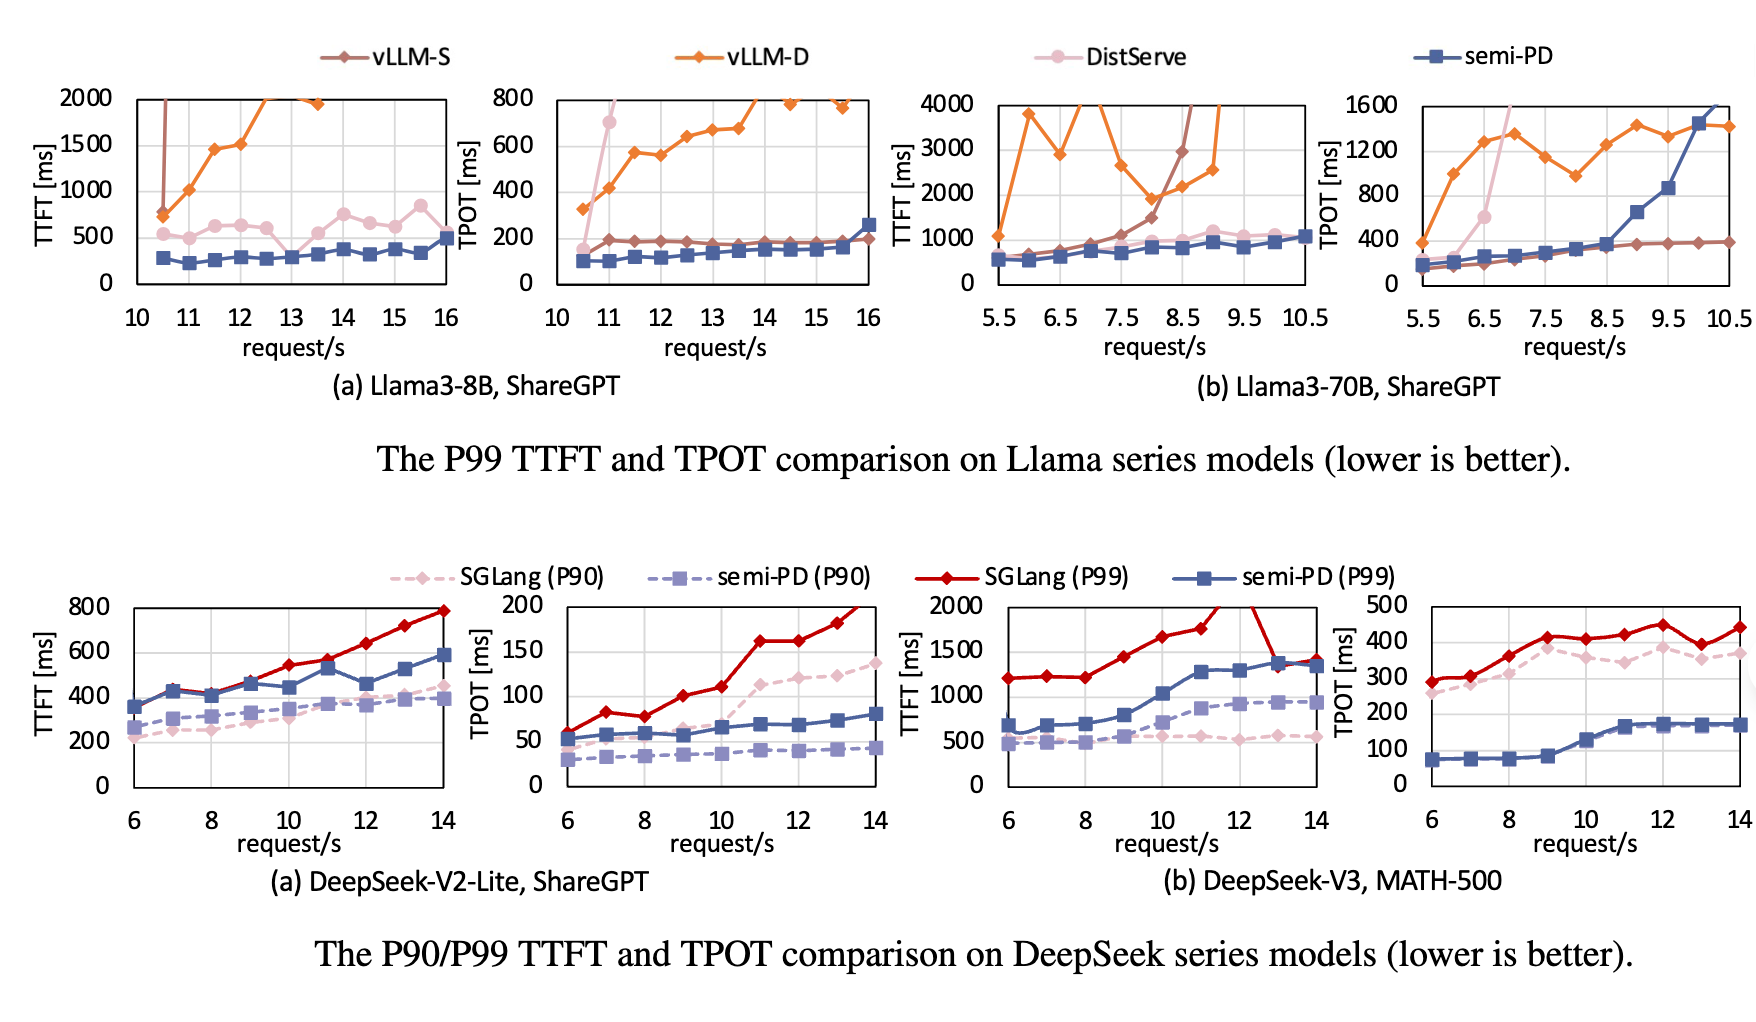 vLLM-S vLLM-D DistServe semi-PD
TTFT [ms]
2000
1500
1000
500
0
10 11 12 13 14 15 16
request/s
TPOT [ms]
800
600
400
200
0
10 11 12 13 14 15 16
request/s
(a) Llama3-8B, ShareGPT
TTFT [ms]
4000
3000
2000
1000
0
5.5 6.5 7.5 8.5 9.5 10.5
request/s
TPOT [ms]
1600
1200
800
400
0
5.5 6.5 7.5 8.5 9.5 10.5
request/s
(b) Llama3-70B, ShareGPT
The P99 TTFT and TPOT comparison on Llama series models (lower is better).
SGLang (P90) semi-PD (P90) SGLang (P99) semi-PD (P99)
TTFT [ms]
800
600
400
200
0
6 8 10 12 14
request/s
TPOT [ms]
200
150
100
50
0
6 8 10 12 14
request/s
(a) DeepSeek-V2-Lite, ShareGPT
TTFT [ms]
2000
1500
1000
500
0
6 8 10 12 14
request/s
TPOT [ms]
500
400
300
200
100
0
6 8 10 12 14
request/s
(b) DeepSeek-V3, MATH-500
The P90/P99 TTFT and TPOT comparison on DeepSeek series models (lower is better).